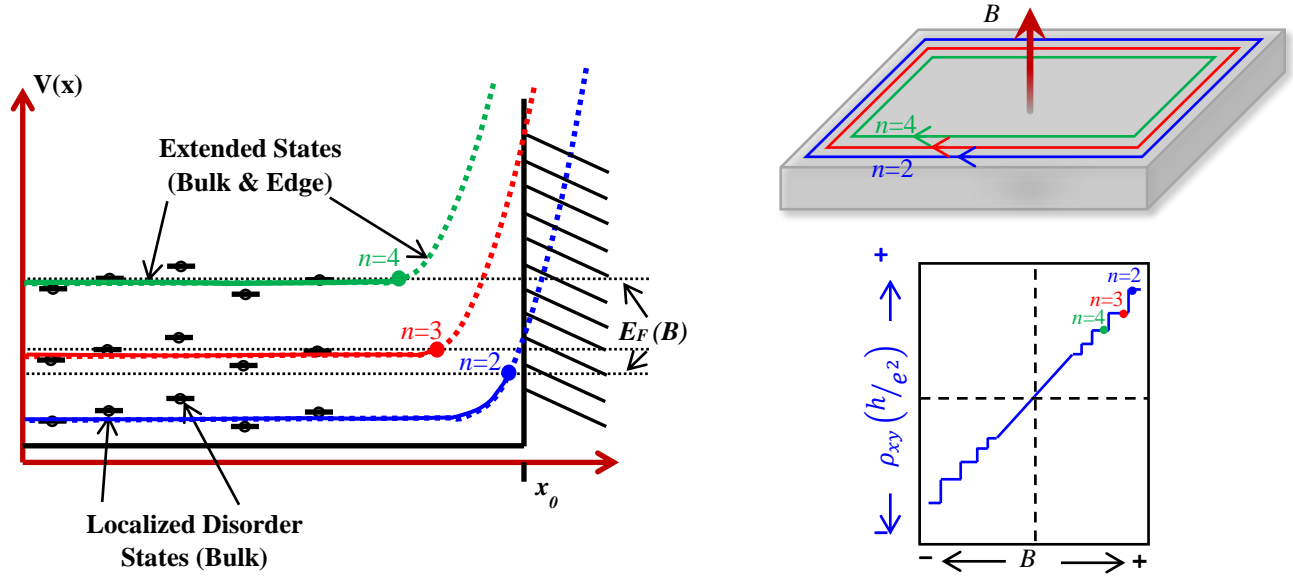 V(x)
Extended States
(Bulk & Edge)
n=4
n=3
n=2
E_F (B)
x_0
Localized Disorder
States (Bulk)
B
n=4
n=2
+
n=2
n=3
n=4
ρ_xy (h/e²)
−
− B +